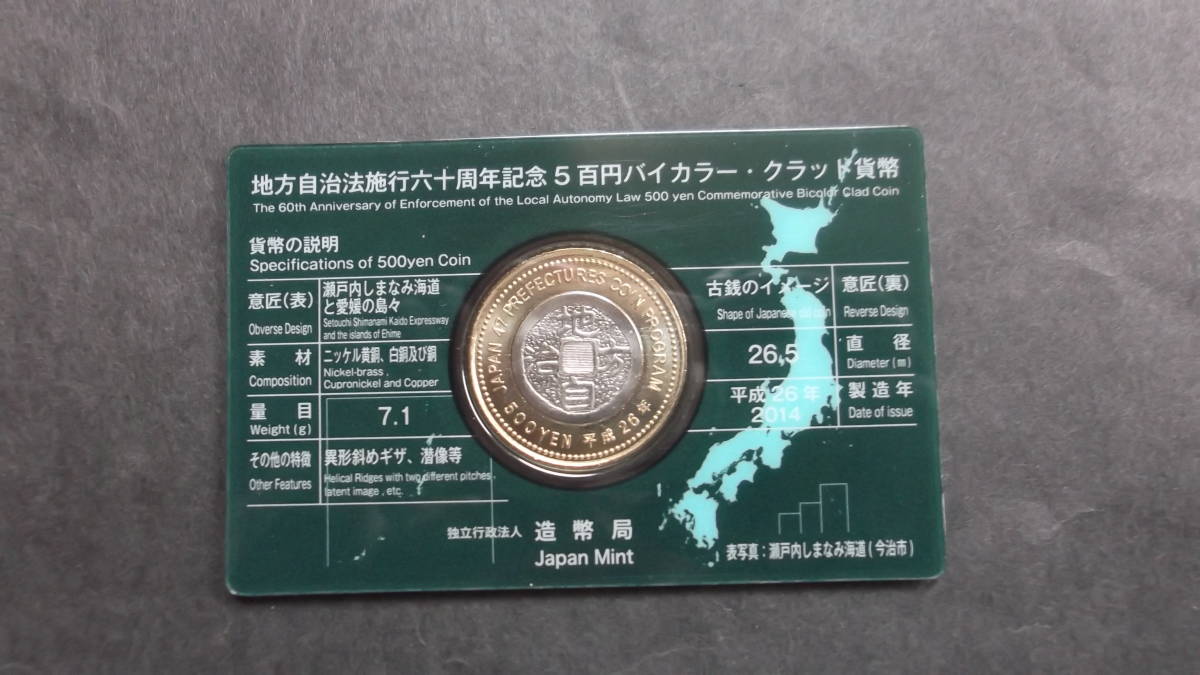 地方自治法施行六十周年記念5百円バイカラー・クラッド貨幣
The 60th Anniversary of Enforcement of the Local Autonomy Law 500 yen Commemorative Bicolor Clad Coin
貨幣の説明
Specifications of 500yen Coin
意匠(表)
Obverse Design
瀬戸内しまなみ海道
と愛媛の島々
Setouchi Shimanami Kaido Expressway
and the islands of Ehime
素材
Composition
ニッケル黄銅、白銅及び銅
Nickel-brass,
Cupronickel and Copper
量目
Weight (g)
7.1
その他の特徴
Other Features
異形斜めギザ、潜像等
Helical Ridges with two different pitches,
latent image, etc.
JAPAN 47 PREFECTURES COIN PROGRAM
500YEN 平成26年
古銭のイメージ
Shape of Japanese old coin
意匠(裏)
Reverse Design
26.5
直径
Diameter (m)
平成26年
2014
製造年
Date of issue
独立行政法人 造幣局
Japan Mint
表写真:瀬戸内しまなみ海道(今治市)